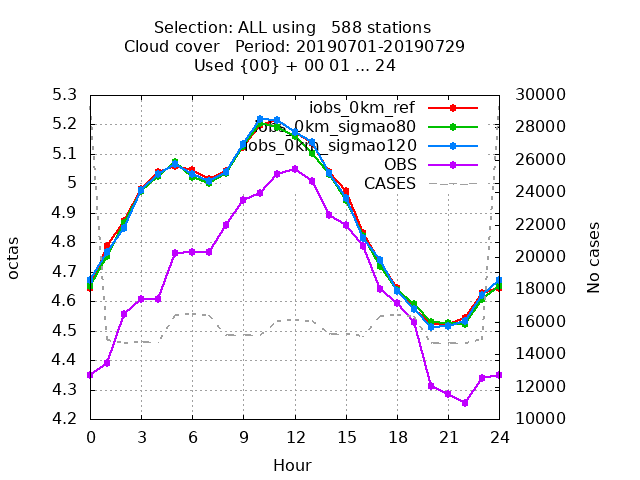 Selection: ALL using   588 stations
Cloud cover   Period: 20190701-20190729
Used {00} + 00 01 ... 24
5.3
5.2
5.1
5
4.9
4.8
4.7
4.6
4.5
4.4
4.3
4.2
octas
iobs_0km_ref
iobs_0km_sigmao80
iobs_0km_sigmao120
OBS
CASES
30000
28000
26000
24000
22000
20000
18000
16000
14000
12000
10000
No cases
0 3 6 9 12 15 18 21 24
Hour